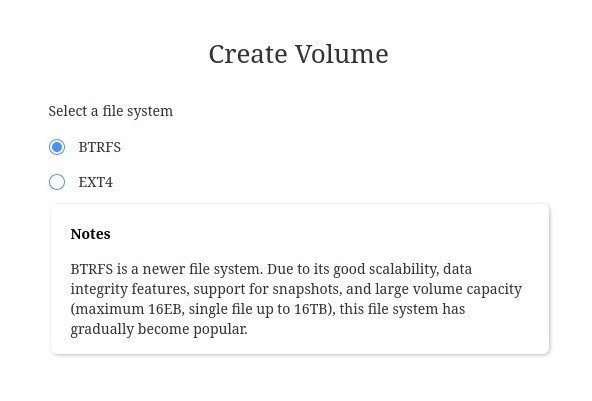 Create Volume
Select a file system
BTRFS
EXT4
Notes
BTRFS is a newer file system. Due to its good scalability, data
integrity features, support for snapshots, and large volume capacity
(maximum 16EB, single file up to 16TB), this file system has
gradually become popular.